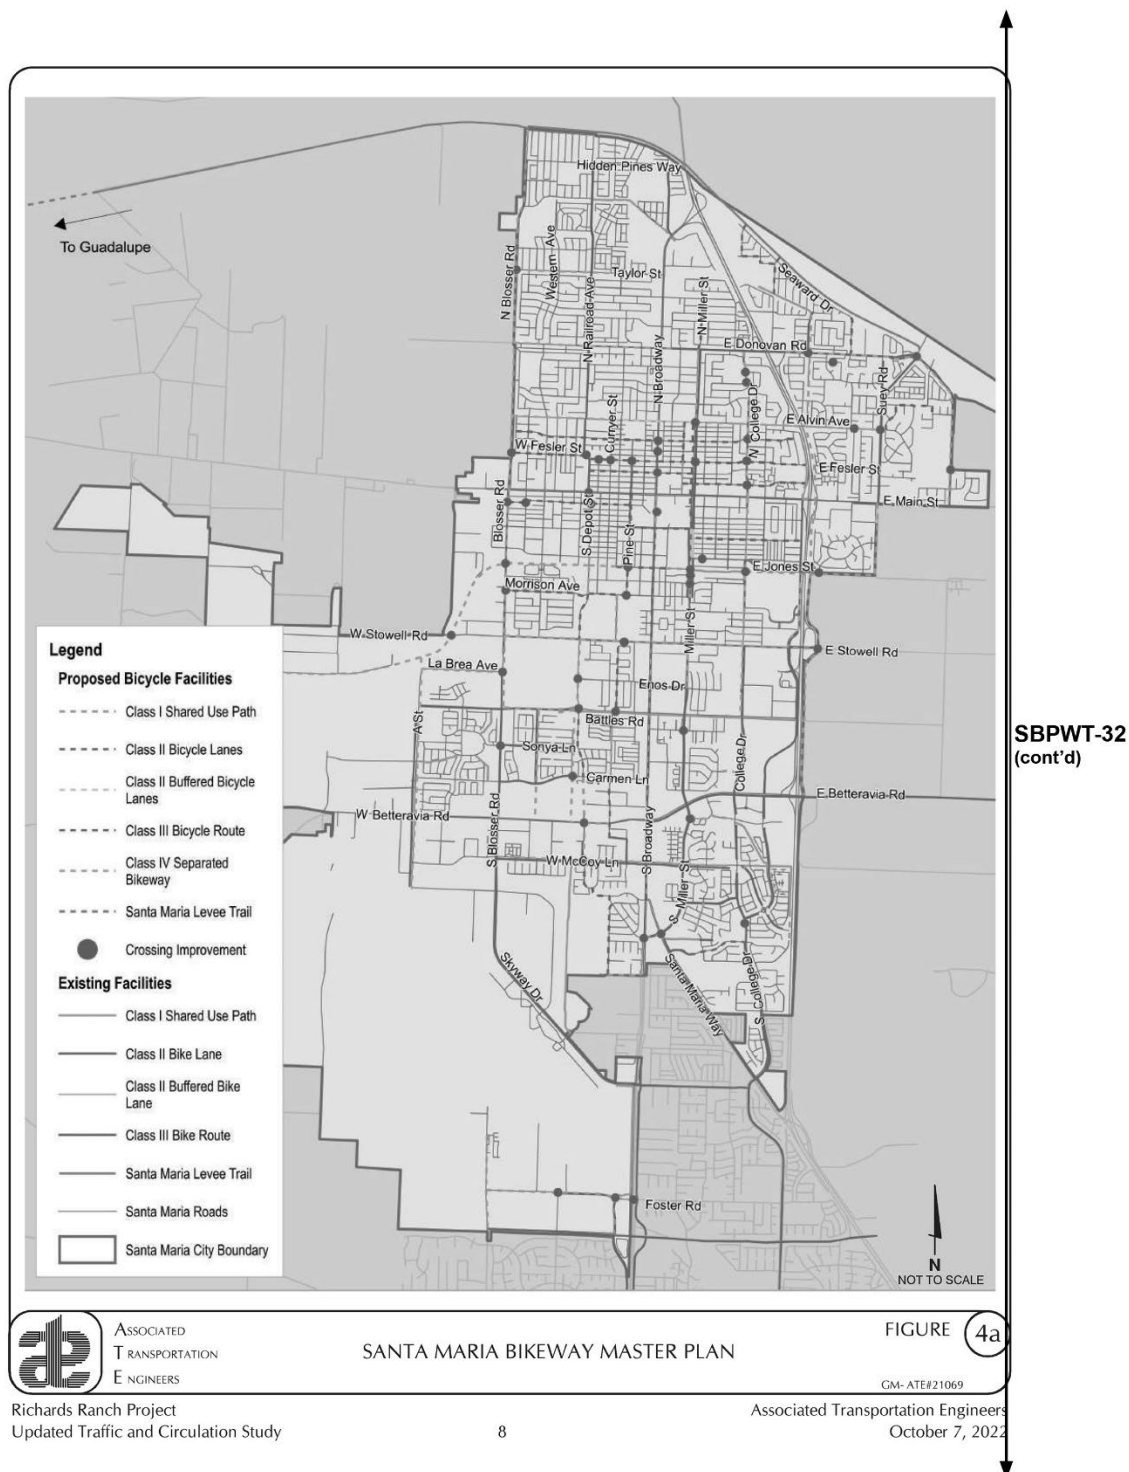 Hidden Pines Way
To Guadalupe
N Blosser Rd
Western Ave
Taylor St
Seaward Dr
N Railroad Ave
N Miller St
N Broadway
E Donovan Rd
Suey Rd
Curryer St
N College Dr
E Alvin Ave
W Fesler St
E Fesler St
E Main St
Blosser Rd
S Depot St
Pine St
E Jones St
Morrison Ave
Miller St
W Stowell Rd
E Stowell Rd
La Brea Ave
Enos Dr
A St
Battles Rd
Sonya Ln
College Dr
Carmen Ln
E Betteravia Rd
W Betteravia Rd
S Blosser Rd
S Broadway
W McCoy Ln
S Miller St
Skyway Dr
Santa Maria Way
S College Dr
Foster Rd
Legend
Proposed Bicycle Facilities
Class I Shared Use Path
Class II Bicycle Lanes
Class II Buffered Bicycle
Lanes
Class III Bicycle Route
Class IV Separated
Bikeway
Santa Maria Levee Trail
Crossing Improvement
Existing Facilities
Class I Shared Use Path
Class II Bike Lane
Class II Buffered Bike
Lane
Class III Bike Route
Santa Maria Levee Trail
Santa Maria Roads
Santa Maria City Boundary
N
NOT TO SCALE
SBPWT-32
(cont'd)
ASSOCIATED
TRANSPORTATION
ENGINEERS
SANTA MARIA BIKEWAY MASTER PLAN
FIGURE 4a
GM- ATE#21069
Richards Ranch Project
Updated Traffic and Circulation Study
8
Associated Transportation Engineers
October 7, 2022